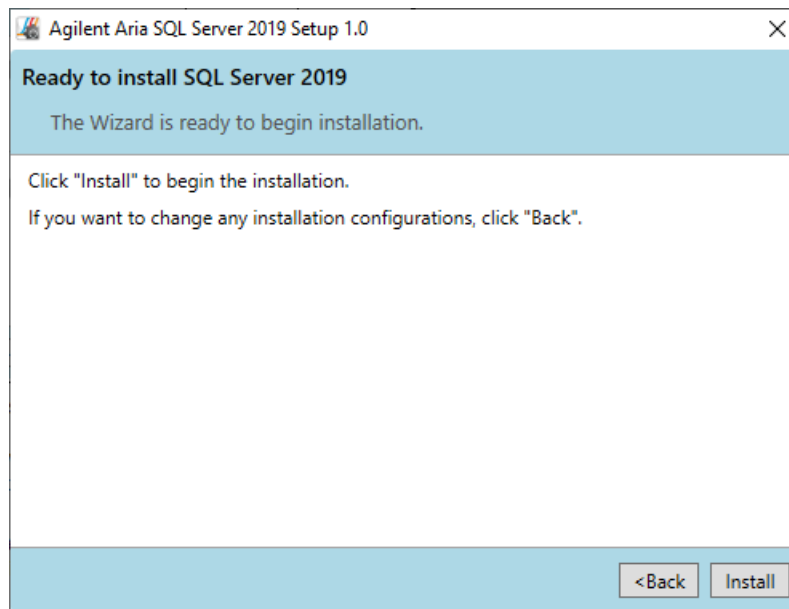 Agilent Aria SQL Server 2019 Setup 1.0
Ready to install SQL Server 2019
The Wizard is ready to begin installation.
Click "Install" to begin the installation.
If you want to change any installation configurations, click "Back".
<Back Install